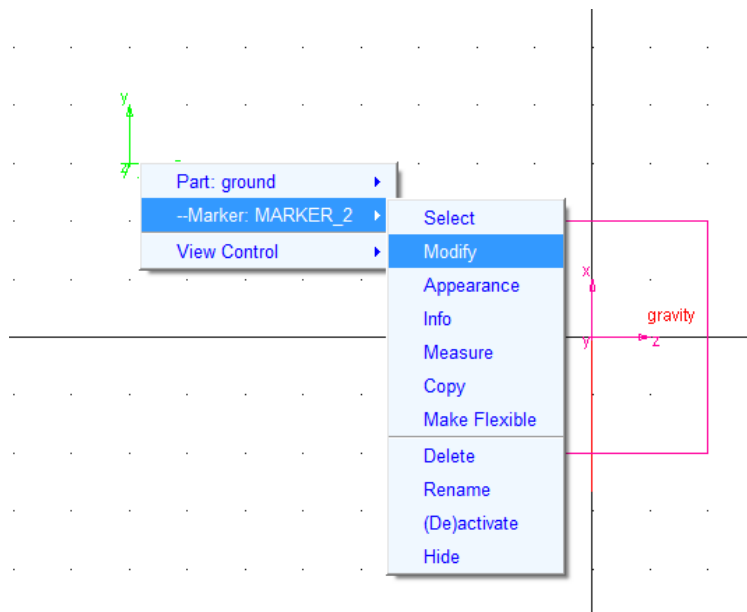 y
z
Part: ground
--Marker: MARKER_2
View Control
Select
Modify
Appearance
Info
Measure
Copy
Make Flexible
Delete
Rename
(De)activate
Hide
x
gravity
y
z